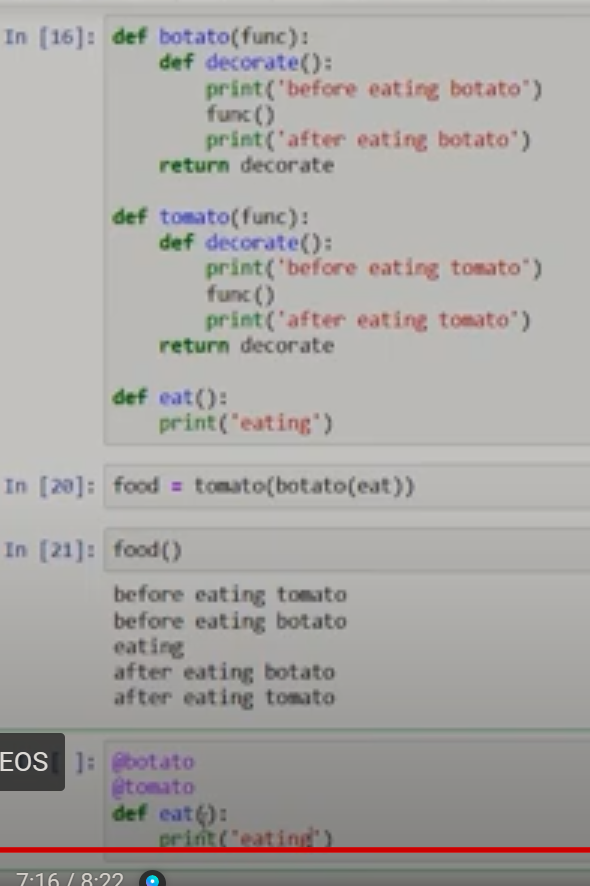 In [16]: def botato(func):
    def decorate():
        print('before eating botato')
        func()
        print('after eating botato')
    return decorate
def tomato(func):
    def decorate():
        print('before eating tomato')
        func()
        print('after eating tomato')
    return decorate
def eat():
    print('eating')
In [20]: food = tomato(botato(eat))
In [21]: food()
before eating tomato
before eating botato
eating
after eating botato
after eating tomato
EOS ]: @botato
@tomato
def eat():
    print('eating')
7:16 / 8:22